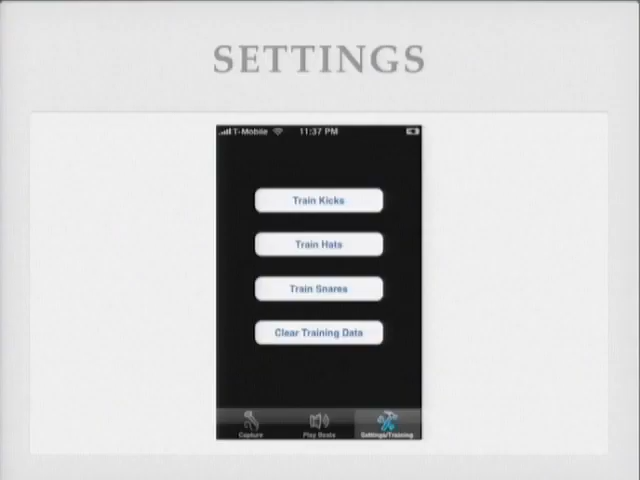 SETTINGS
T-Mobile 11:37 PM
Train Kicks
Train Hats
Train Snares
Clear Training Data
Capture Play Beats Settings/Training